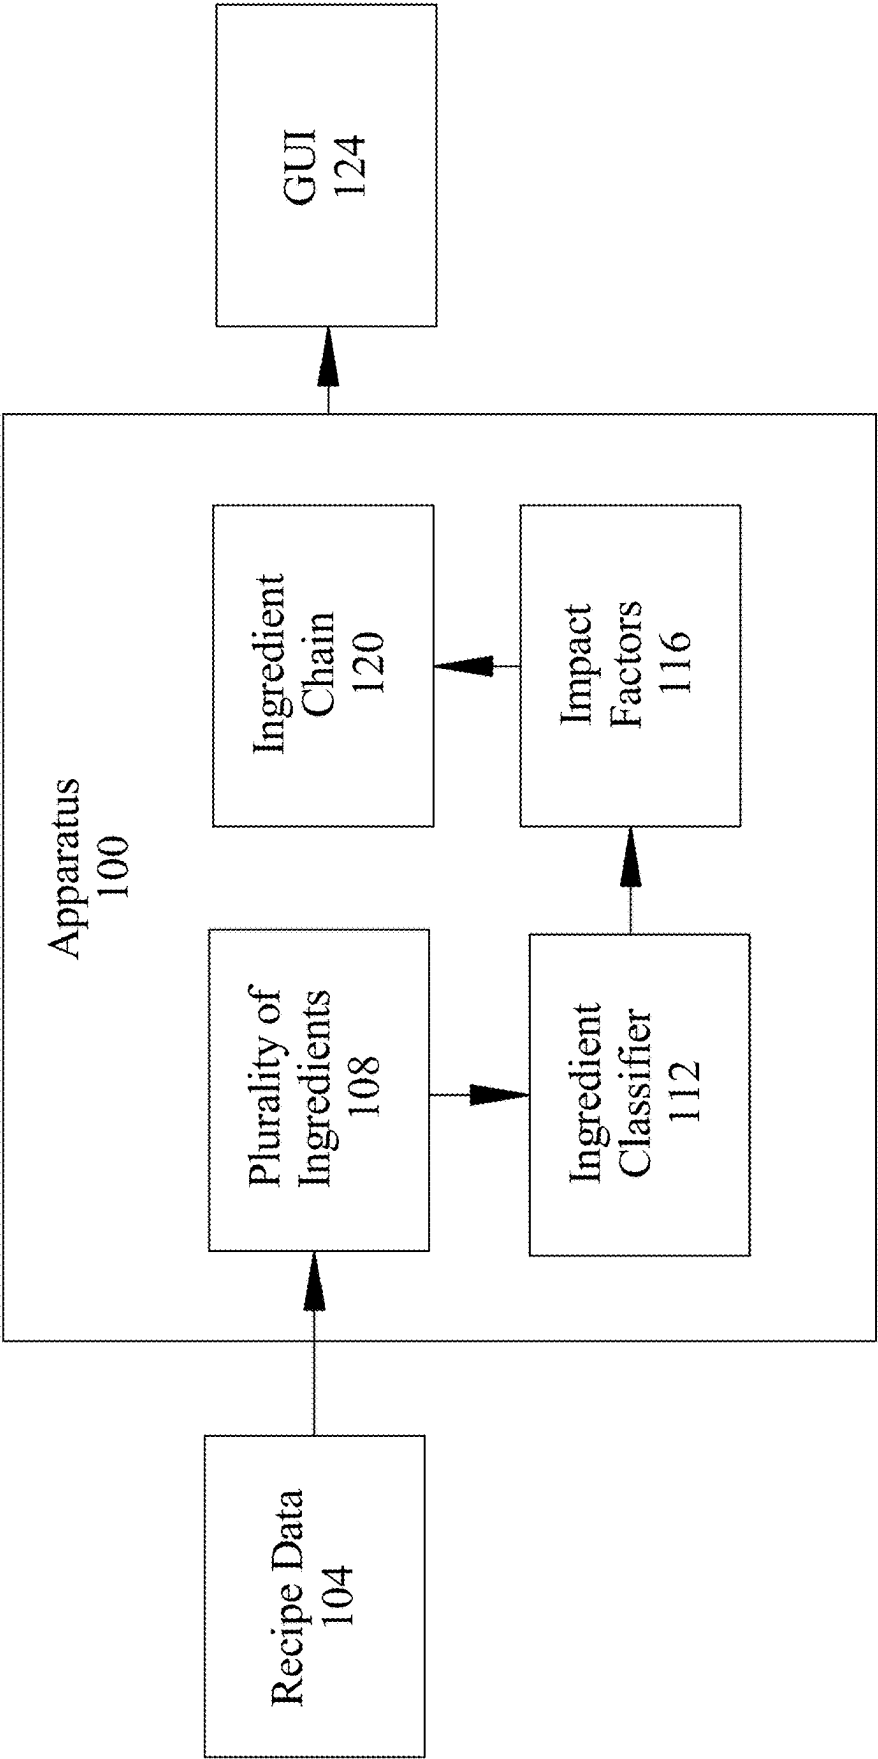 Apparatus
100
Recipe Data
104
Plurality of
Ingredients
108
Ingredient
Chain
120
GUI
124
Ingredient
Classifier
112
Impact
Factors
116